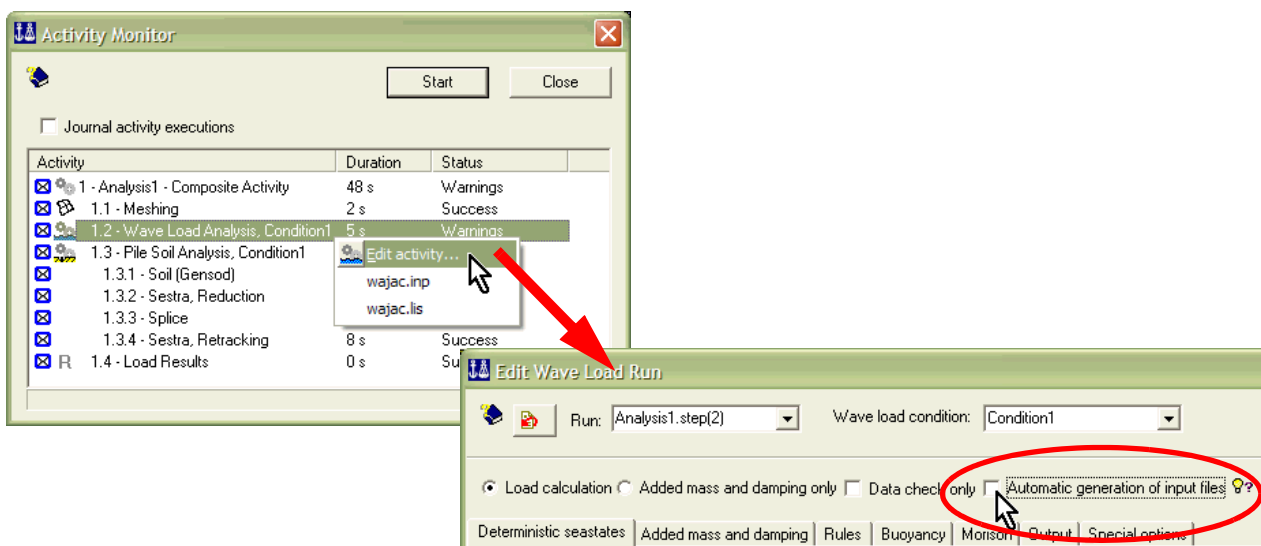 Activity Monitor
Start Close
Journal activity executions
Activity Duration Status
1 - Analysis1 - Composite Activity 48 s Warnings
1.1 - Meshing 2 s Success
1.2 - Wave Load Analysis, Condition1 5 s Warnings
1.3 - Pile Soil Analysis, Condition1
Edit activity...
1.3.1 - Soil (Gensod)
wajac.inp
1.3.2 - Sestra, Reduction
wajac.lis
1.3.3 - Splice
1.3.4 - Sestra, Retracking 8 s Success
R 1.4 - Load Results 0 s
Edit Wave Load Run
Run: Analysis1.step(2) Wave load condition: Condition1
Load calculation Added mass and damping only Data check only Automatic generation of input files ?
Deterministic seastates Added mass and damping Rules Buoyancy Morison Output Special options